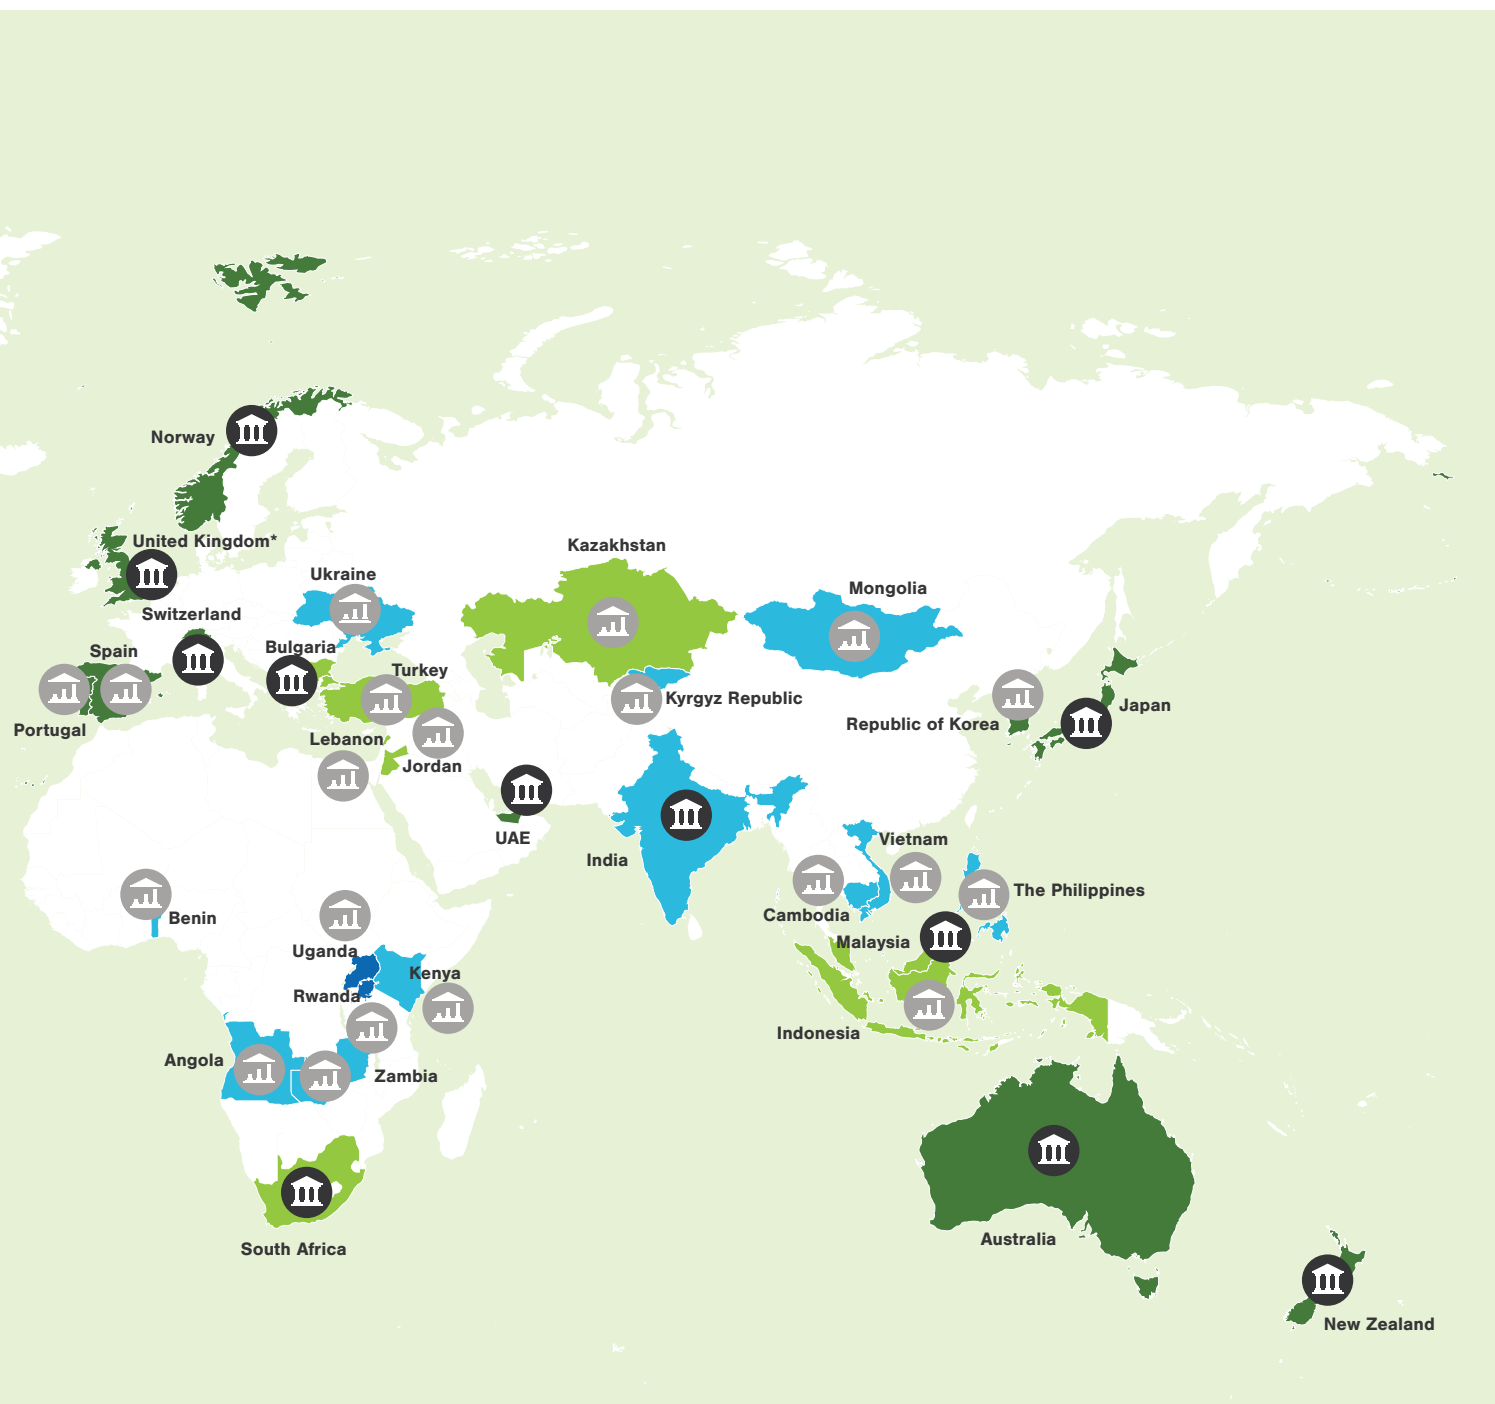 Norway
United Kingdom*
Kazakhstan
Ukraine
Mongolia
Switzerland
Bulgaria
Spain
Turkey
Kyrgyz Republic
Japan
Republic of Korea
Portugal
Lebanon
Jordan
UAE
Vietnam
India
The Philippines
Cambodia
Benin
Malaysia
Uganda
Kenya
Rwanda
Indonesia
Angola
Zambia
Australia
South Africa
New Zealand